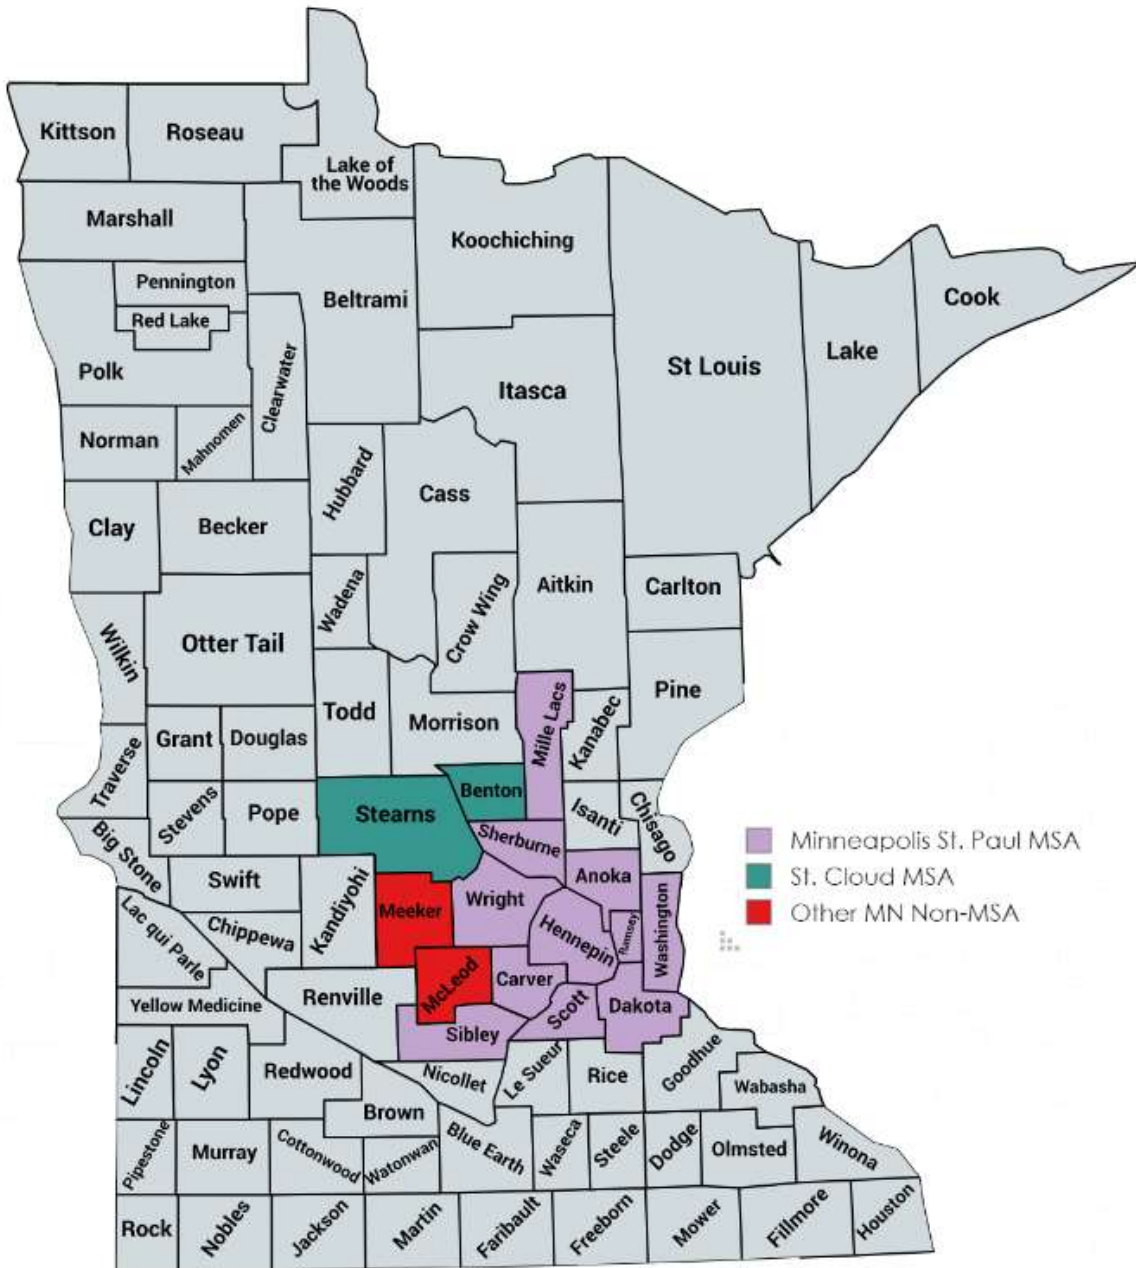 Kittson
Roseau
Lake of
the Woods
Marshall
Koochiching
Pennington
Beltrami
Red Lake
Cook
Polk
Clearwater
St Louis
Lake
Itasca
Norman
Mahnomen
Hubbard
Cass
Clay
Becker
Wadena
Crow Wing
Aitkin
Carlton
Wilkin
Otter Tail
Pine
Todd
Morrison
Mille Lacs
Kanabec
Grant
Douglas
Traverse
Stevens
Pope
Stearns
Benton
Isanti
Chisago
Big Stone
Sherburne
Minneapolis St. Paul MSA
Swift
Kandiyohi
Anoka
St. Cloud MSA
Meeker
Wright
Other MN Non-MSA
Lac qui Parle
Chippewa
Hennepin
Ramsey
Washington
Renville
McLeod
Carver
Yellow Medicine
Sibley
Scott
Dakota
Lincoln
Lyon
Redwood
Nicollet
Le Sueur
Rice
Goodhue
Wabasha
Brown
Pipestone
Murray
Cottonwood
Watonwan
Blue Earth
Waseca
Steele
Dodge
Olmsted
Winona
Rock
Nobles
Jackson
Martin
Faribault
Freeborn
Mower
Fillmore
Houston